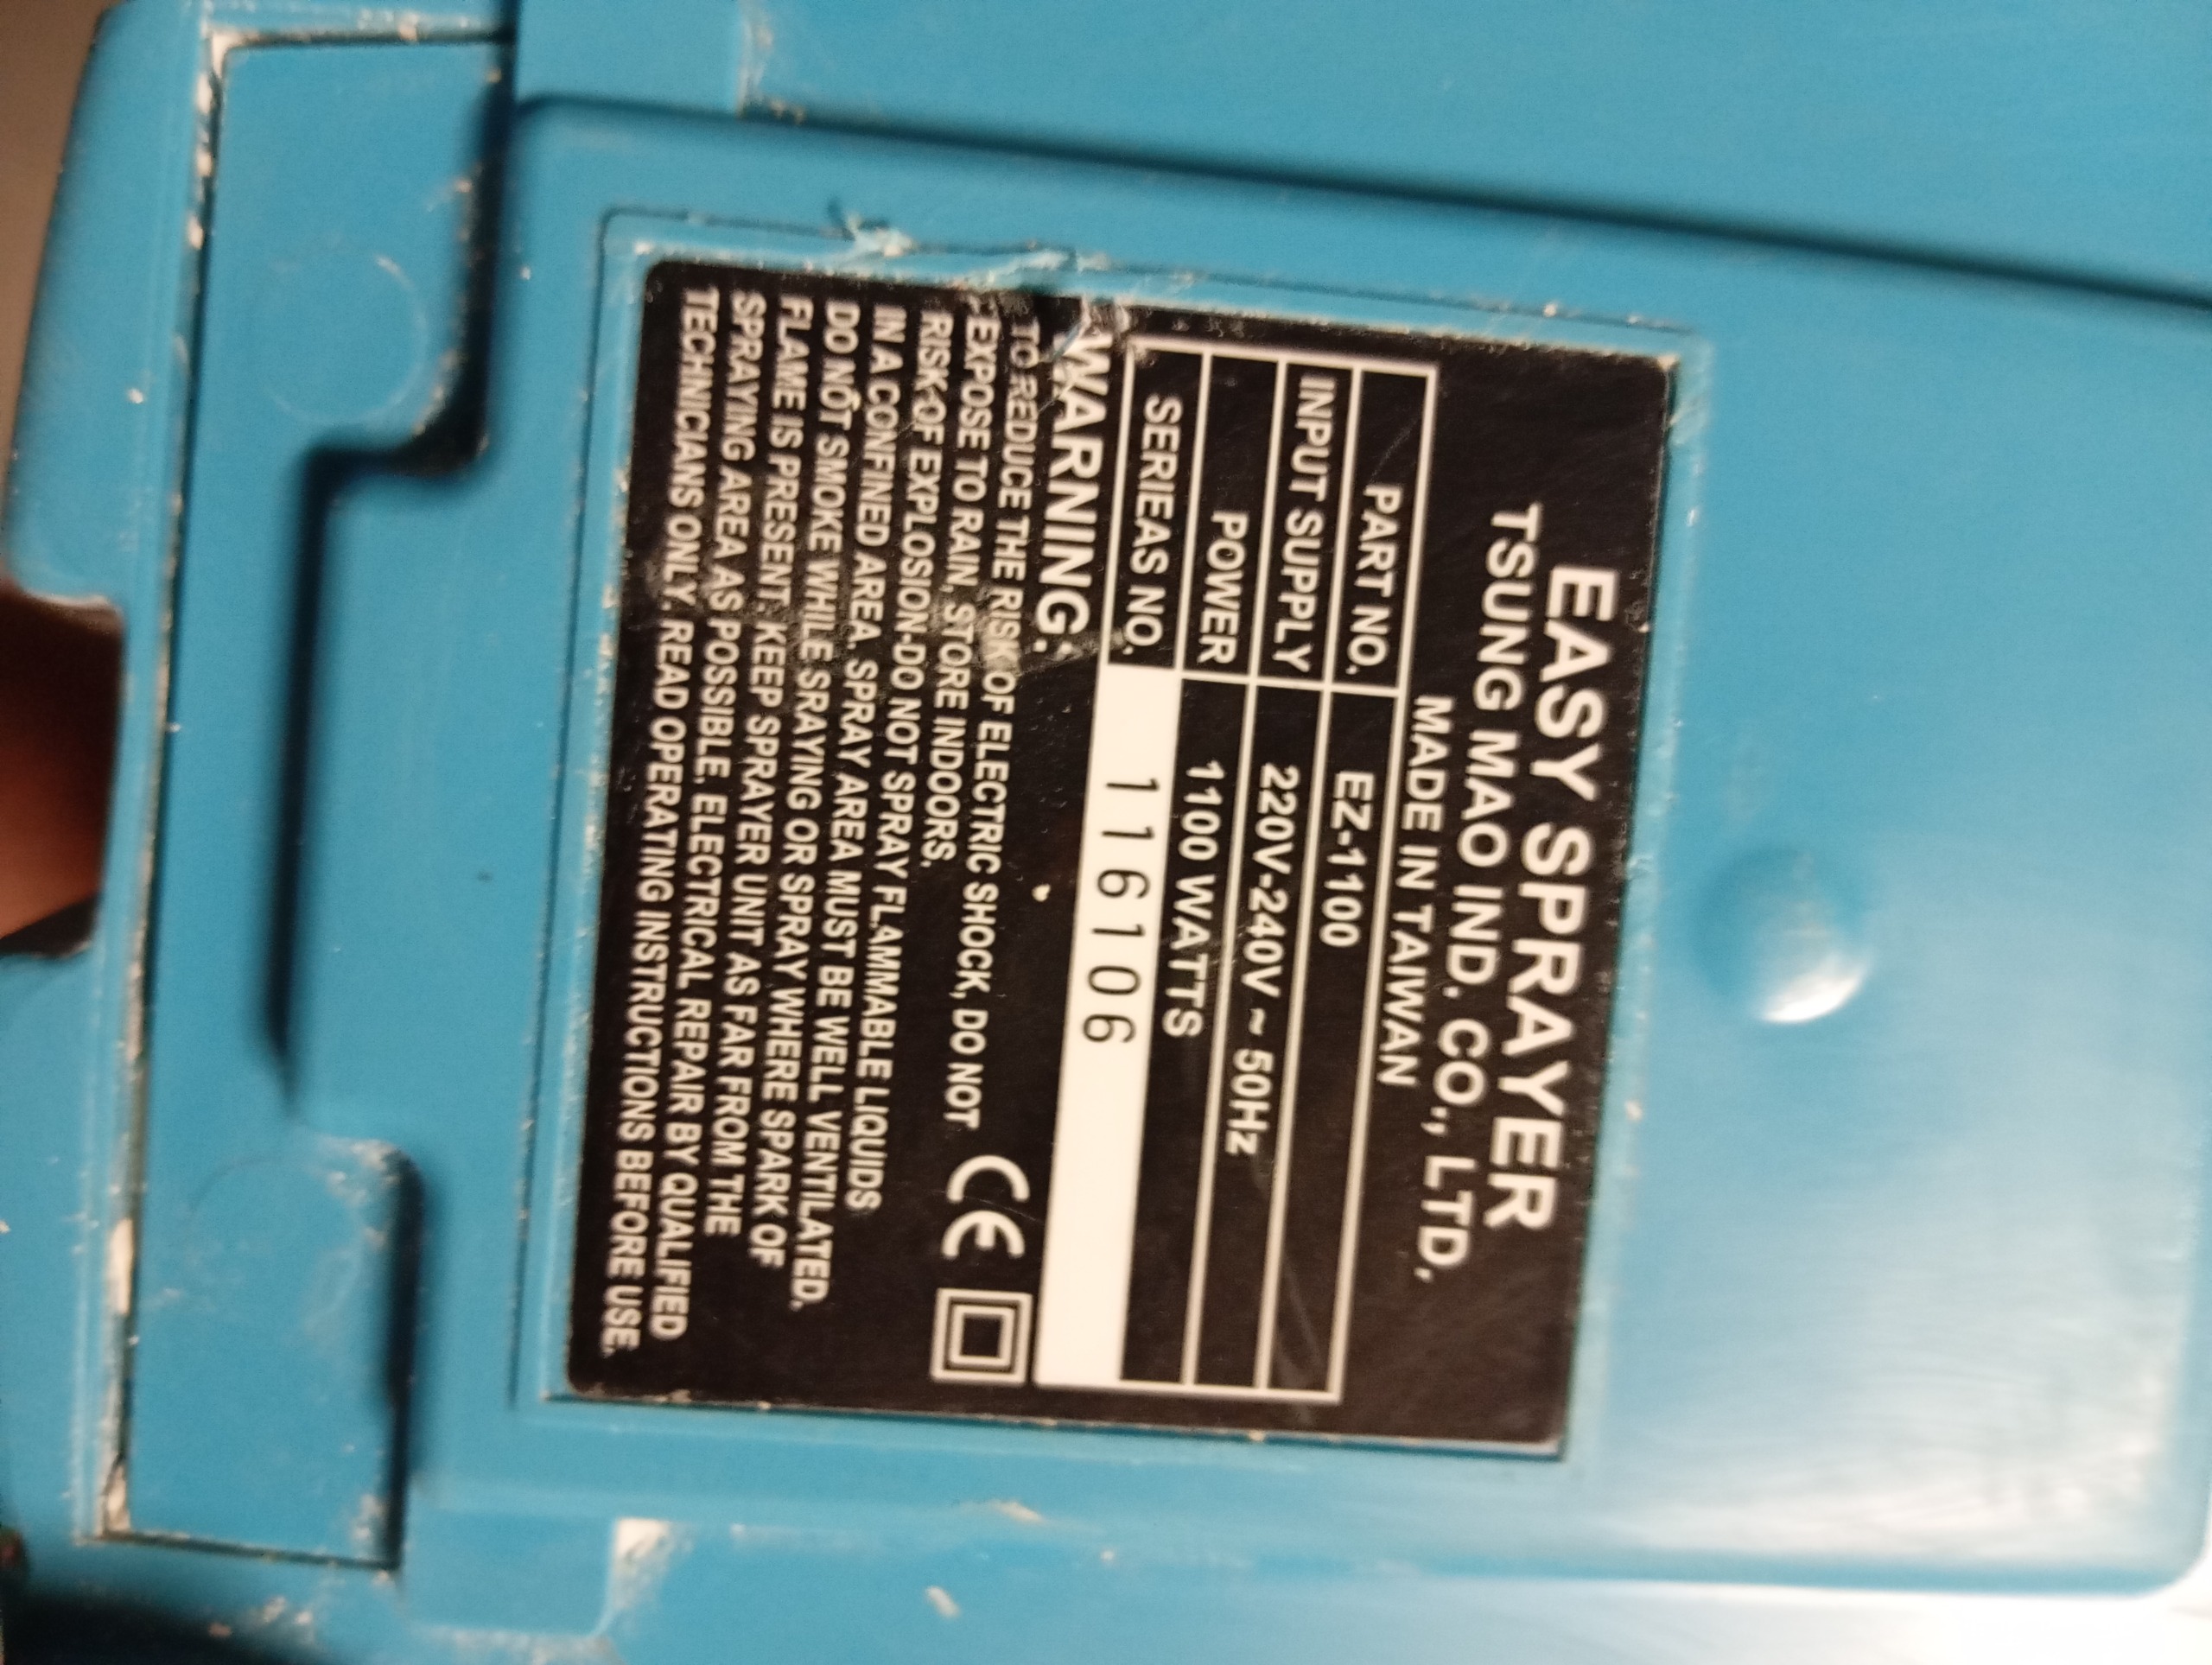 EASY SPRAYER
TSUNG MAO IND. CO., LTD.
MADE IN TAIWAN
PART NO. EZ-1100
INPUT SUPPLY 220V-240V ~ 50Hz
POWER 1100 WATTS
SERIEAS NO. 116106
WARNING:
TO REDUCE THE RISK OF ELECTRIC SHOCK, DO NOT
EXPOSE TO RAIN, STORE INDOORS.
RISK OF EXPLOSION-DO NOT SPRAY FLAMMABLE LIQUIDS
IN A CONFINED AREA. SPRAY AREA MUST BE WELL VENTILATED.
DO NOT SMOKE WHILE SRAYING OR SPRAY WHERE SPARK OF
FLAME IS PRESENT. KEEP SPRAYER UNIT AS FAR FROM THE
SPRAYING AREA AS POSSIBLE. ELECTRICAL REPAIR BY QUALIFIED
TECHNICIANS ONLY. READ OPERATING INSTRUCTIONS BEFORE USE.
CE